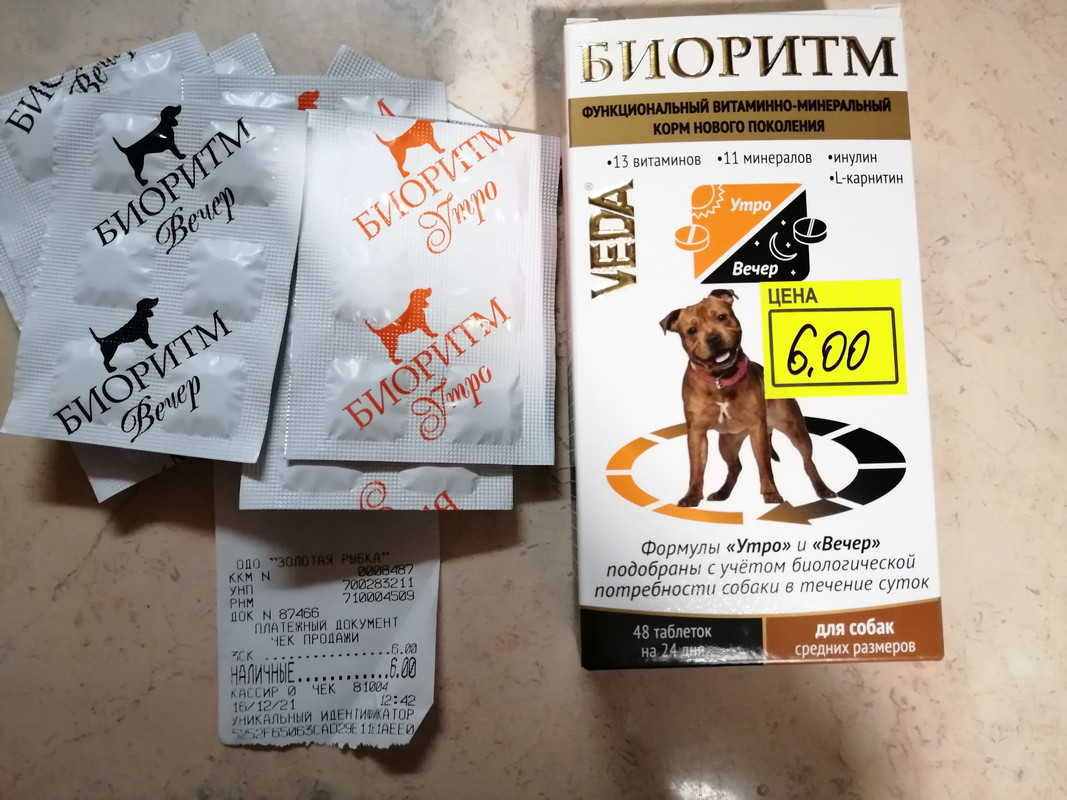 БИО
Вечер
БИОРИТМ
Вечер
БИОРИТМ
Вечер
БИОРИТМ
Утро
БИОРИТМ
Утро
БИОРИТМ
ФУНКЦИОНАЛЬНЫЙ ВИТАМИННО-МИНЕРАЛЬНЫЙ
КОРМ НОВОГО ПОКОЛЕНИЯ
•13 витаминов •11 минералов •инулин
•L-карнитин
VEDA®
Утро
Вечер
ЦЕНА
6,00
Формулы «Утро» и «Вечер»
подобраны с учётом биологической
потребности собаки в течение суток
48 таблеток
на 24 дня
для собак
средних размеров
ОДО "ЗОЛОТАЯ РЫБКА"
ККМ N 0008487
УНП 700283211
РНМ 710004509
ДОК N 87466
ПЛАТЕЖНЫЙ ДОКУМЕНТ
ЧЕК ПРОДАЖИ
ЗСК ..................6.00
НАЛИЧНЫЕ..............6.00
КАССИР 0 ЧЕК 81004
16/12/21 12:42
УНИКАЛЬНЫЙ ИДЕНТИФИКАТОР